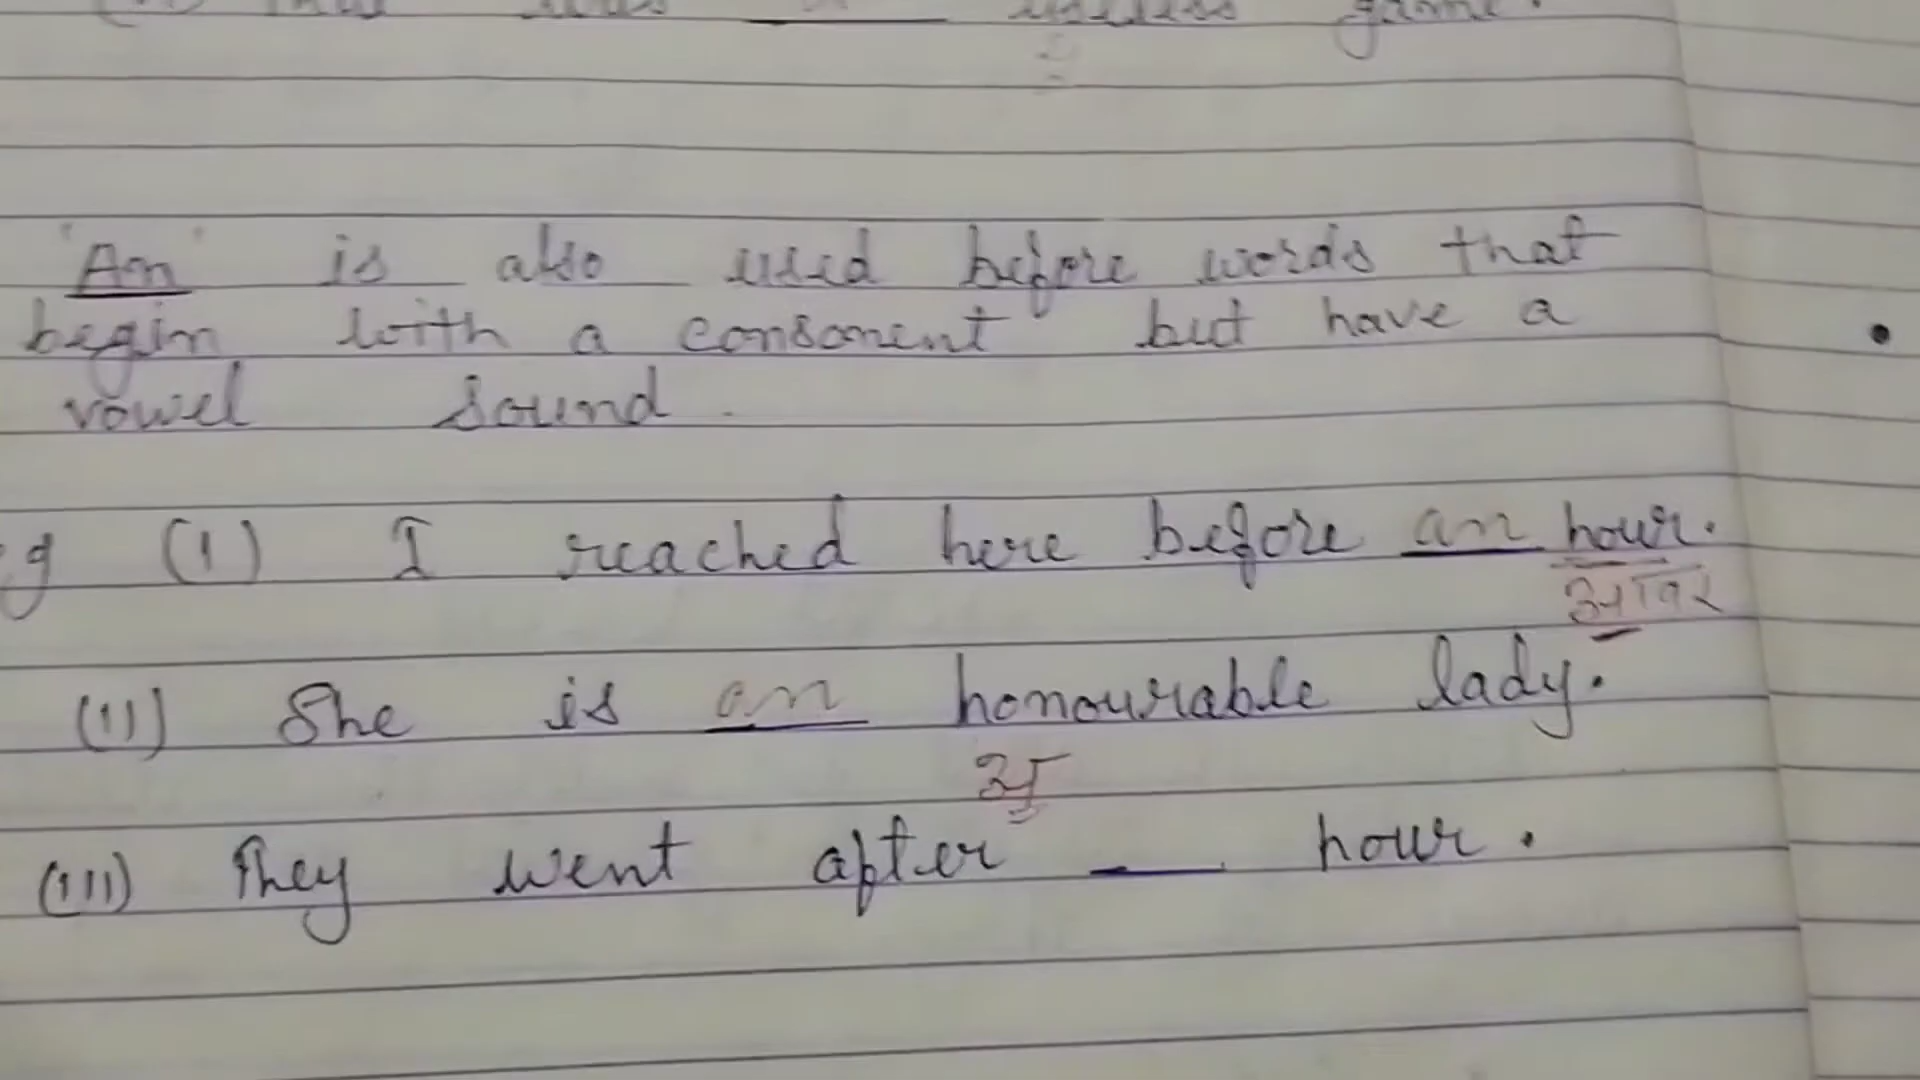 game.
'An' is also used before words that
begin with a consonent but have a
vowel sound.
g (I) I reached here before an hour.
आवर
(II) She is an honourable lady.
ऑ
(III) They went after ___ hour.